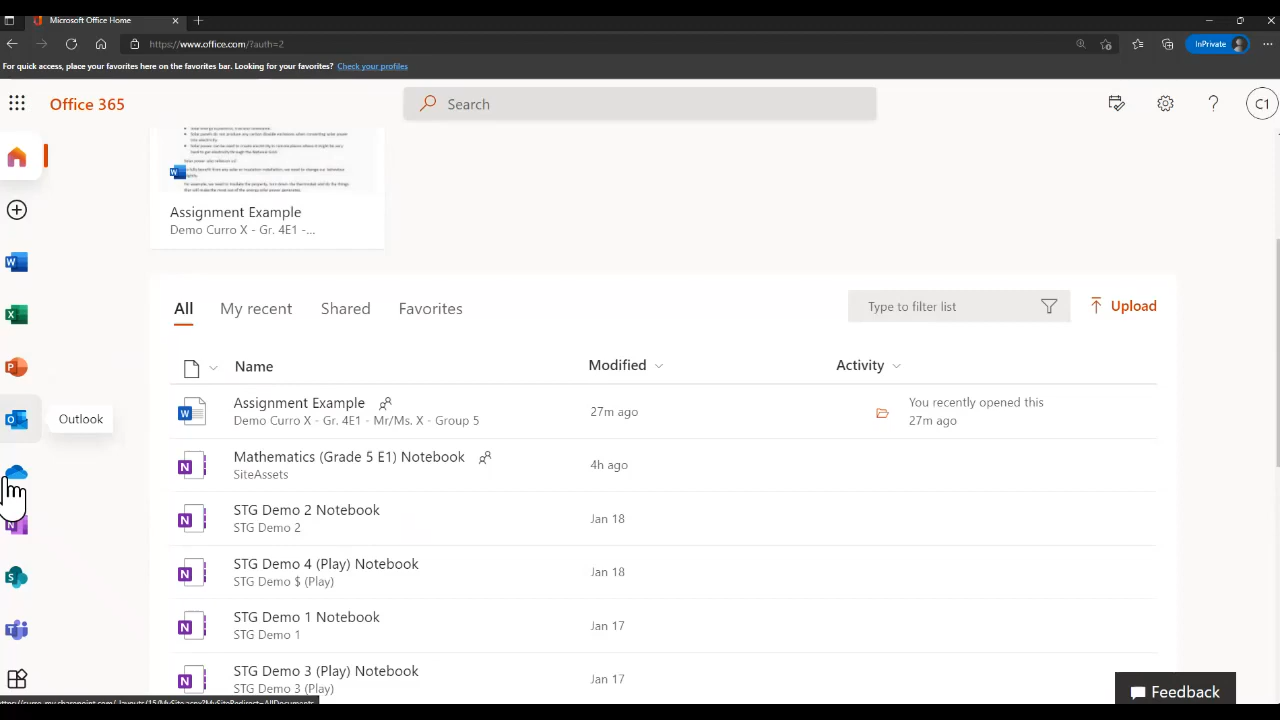 Microsoft Office Home
https://www.office.com/?auth=2
InPrivate
For quick access, place your favorites here on the favorites bar. Looking for your favorites? Check your profiles
Office 365
Search
C1
Assignment Example
Demo Curro X - Gr. 4E1 -...
All My recent Shared Favorites
Type to filter list
Upload
Name Modified Activity
Assignment Example
Demo Curro X - Gr. 4E1 - Mr/Ms. X - Group 5
27m ago
You recently opened this
27m ago
Outlook
Mathematics (Grade 5 E1) Notebook
SiteAssets
4h ago
STG Demo 2 Notebook
STG Demo 2
Jan 18
STG Demo 4 (Play) Notebook
STG Demo $ (Play)
Jan 18
STG Demo 1 Notebook
STG Demo 1
Jan 17
STG Demo 3 (Play) Notebook
STG Demo 3 (Play)
Jan 17
Feedback